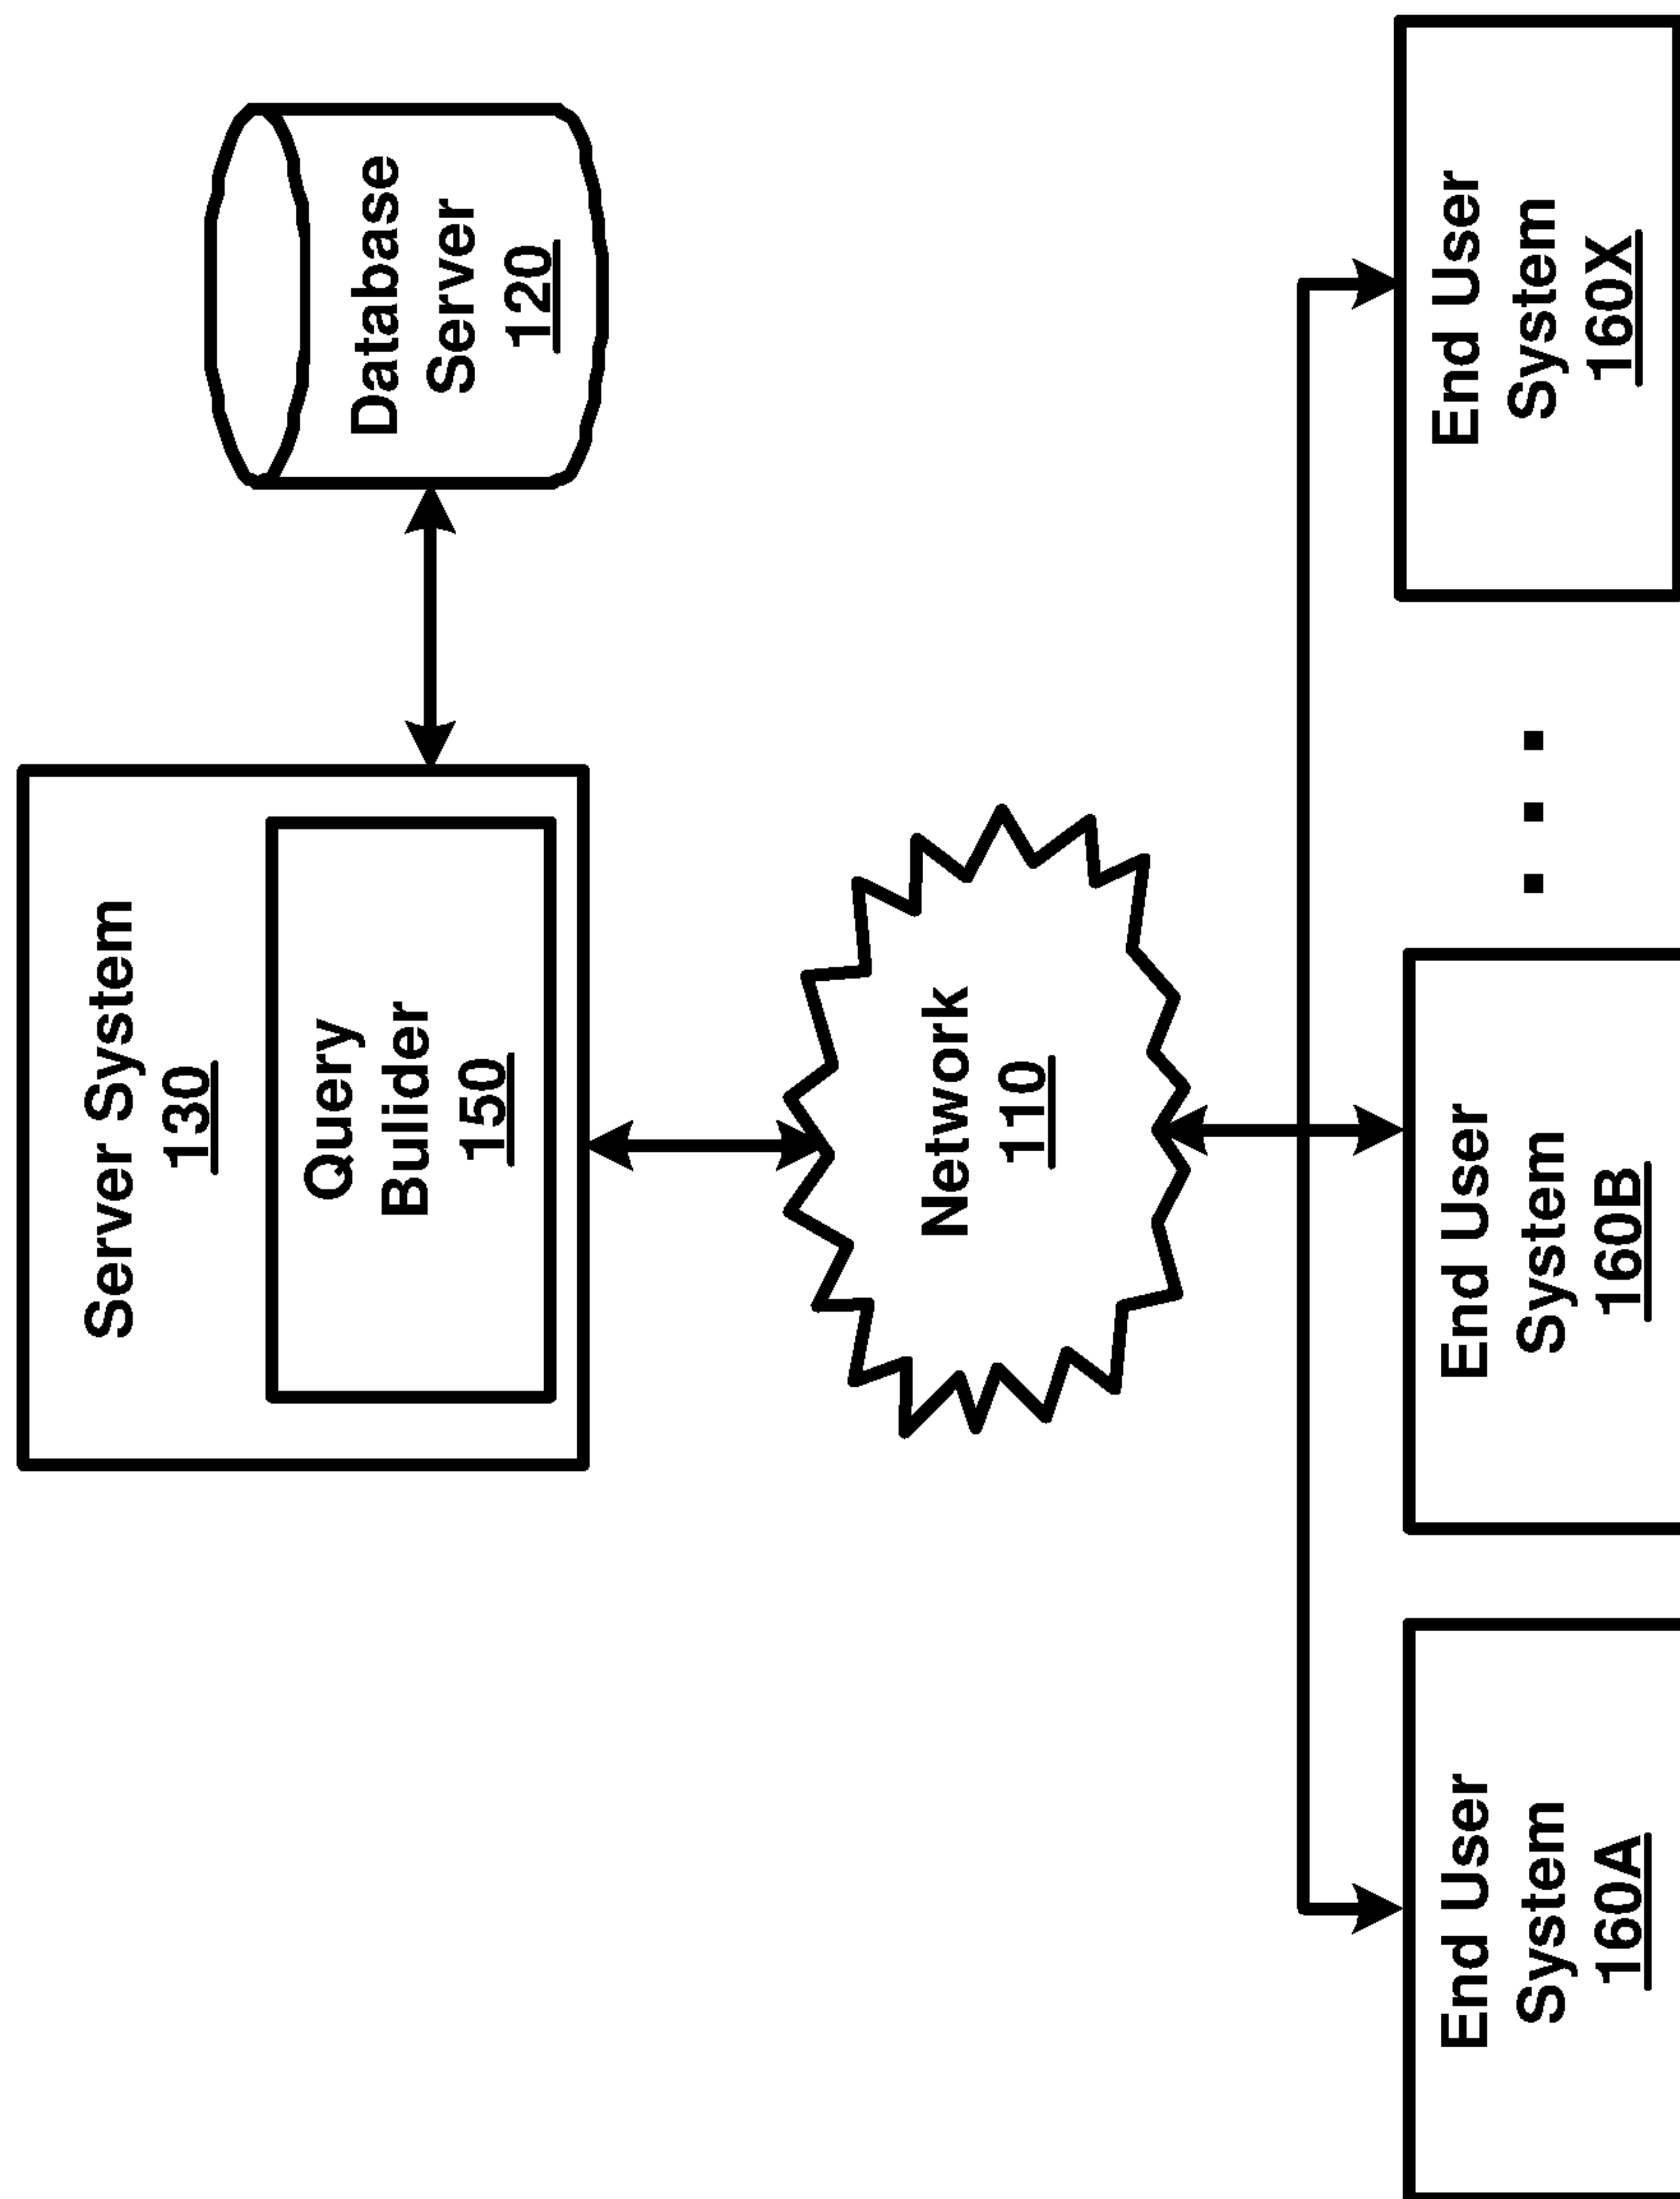 Server System
130
Query
Builder
150
Database
Server
120
Network
110
End User
System
160A
End User
System
160B
End User
System
160X